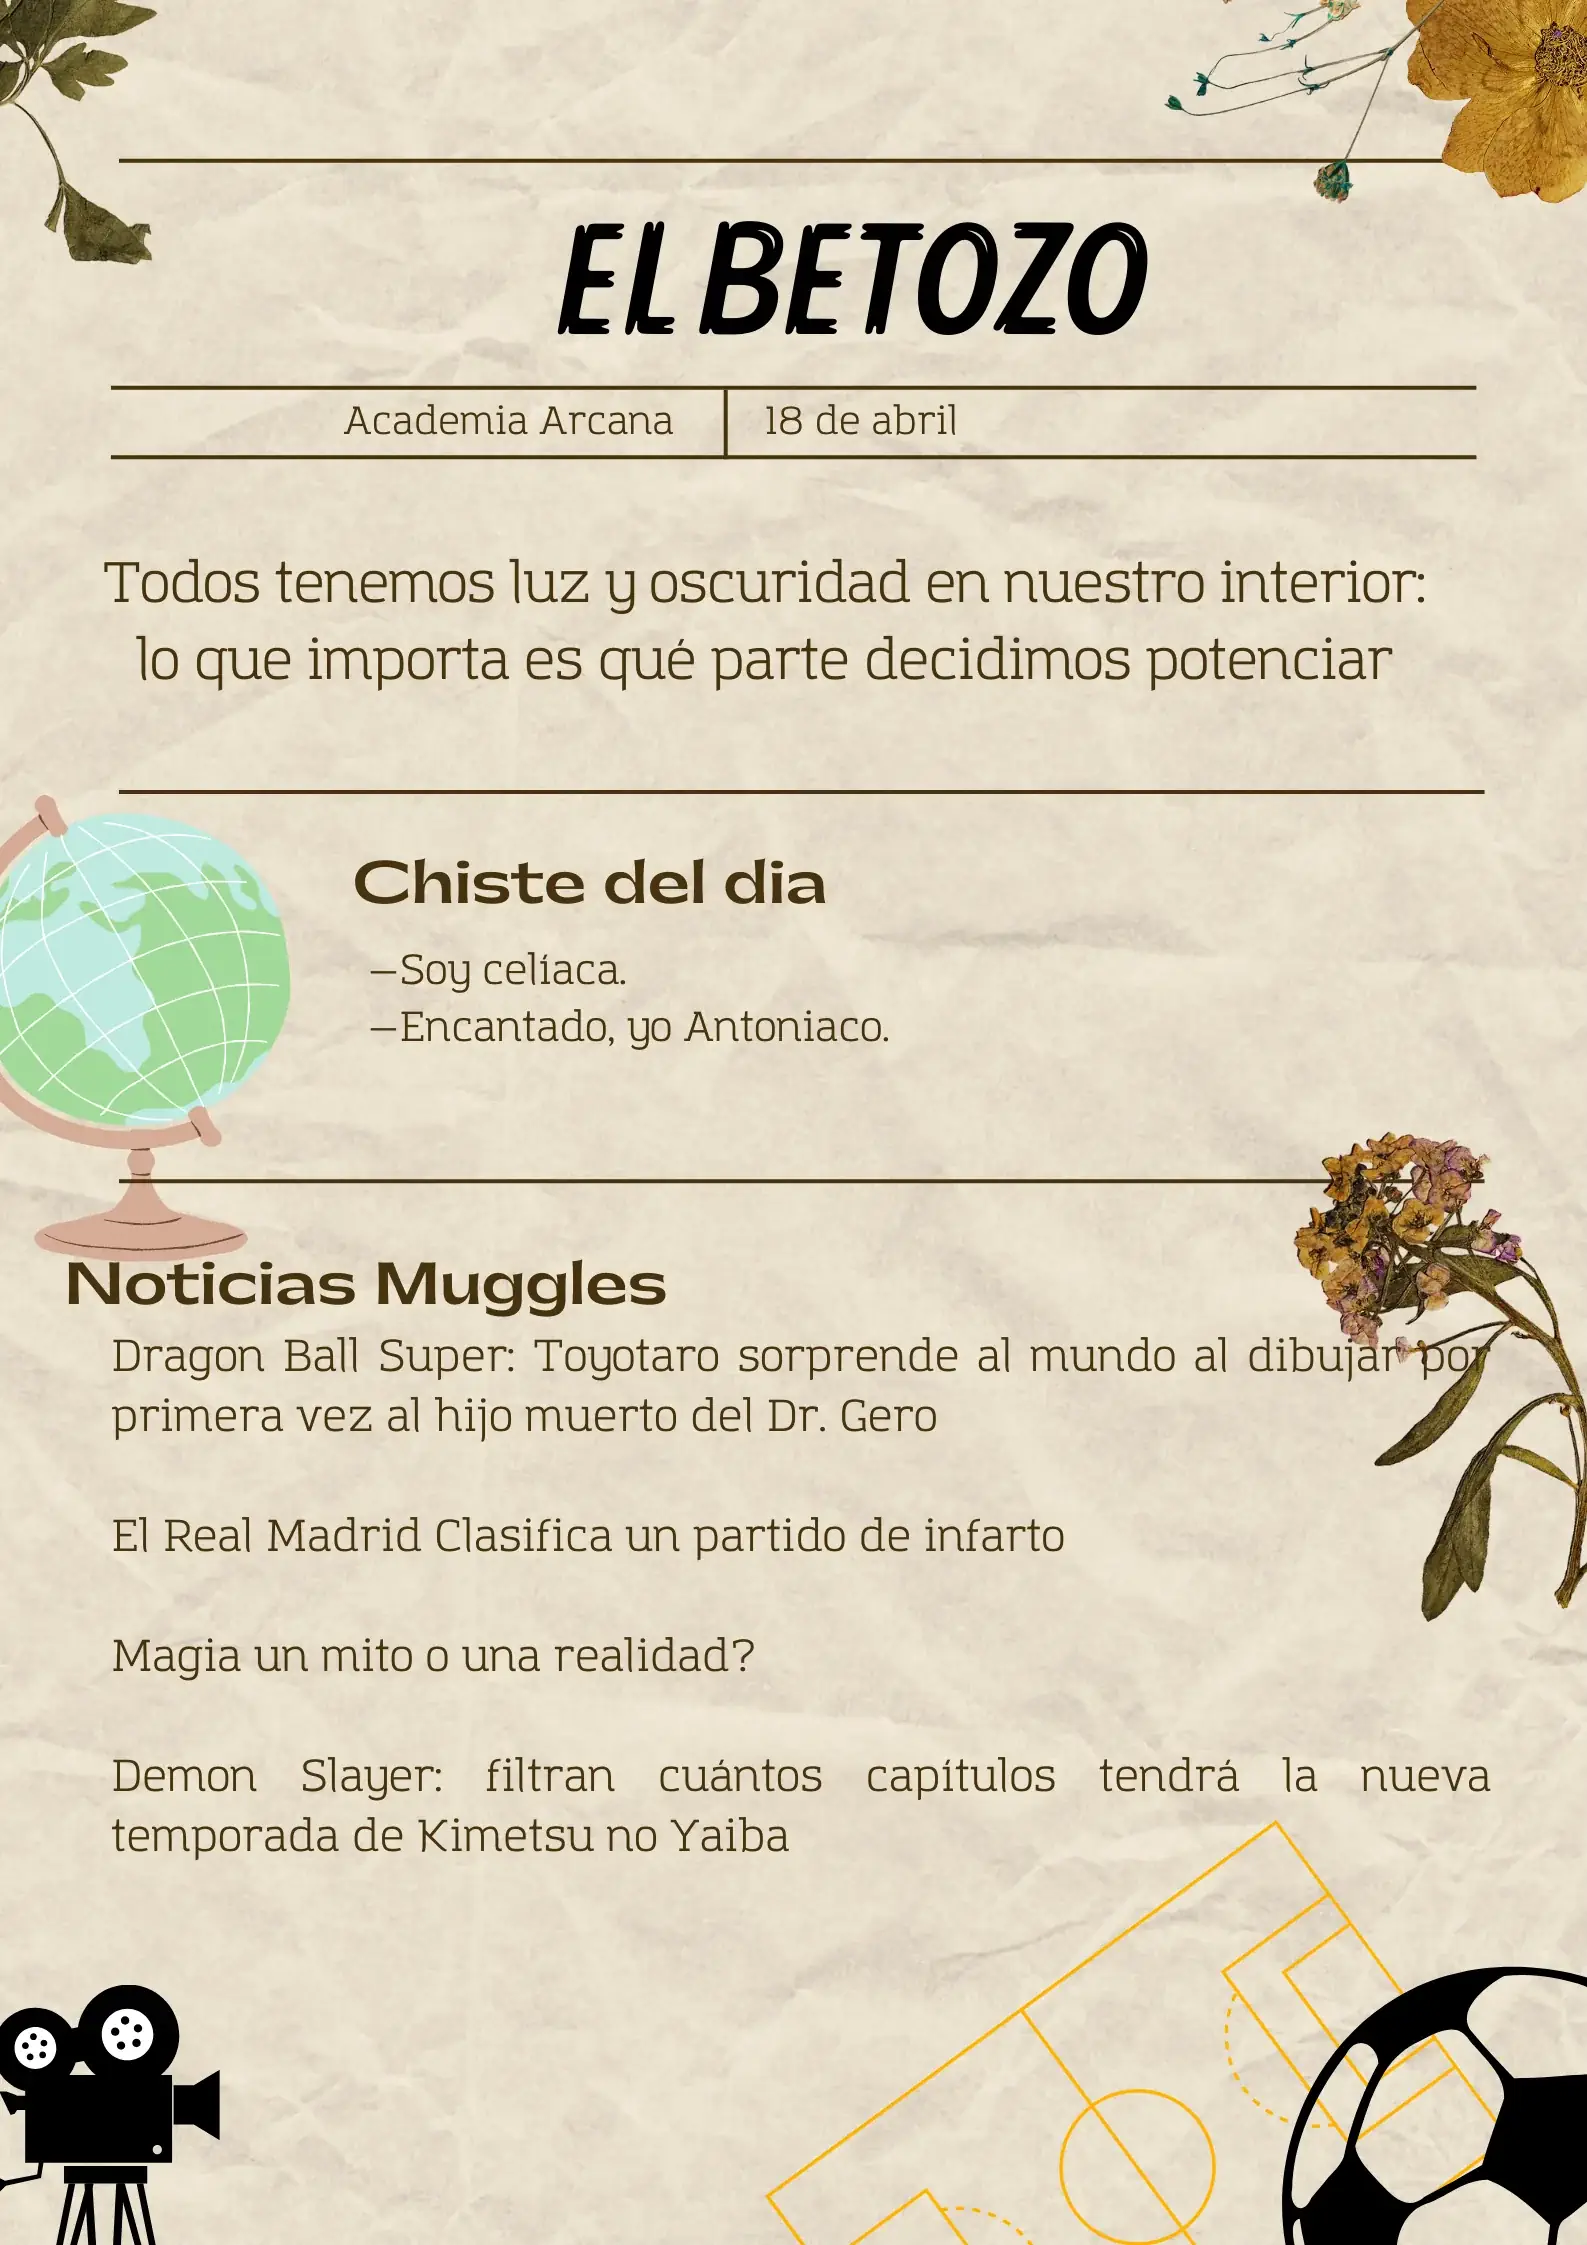 EL BETOZO
Academia Arcana
18 de abril
Todos tenemos luz y oscuridad en nuestro interior:
lo que importa es qué parte decidimos potenciar
Chiste del dia
—Soy celíaca.
—Encantado, yo Antoniaco.
Noticias Muggles
Dragon Ball Super: Toyotaro sorprende al mundo al dibujar por
primera vez al hijo muerto del Dr. Gero
El Real Madrid Clasifica un partido de infarto
Magia un mito o una realidad?
Demon Slayer: filtran cuántos capítulos tendrá la nueva
temporada de Kimetsu no Yaiba